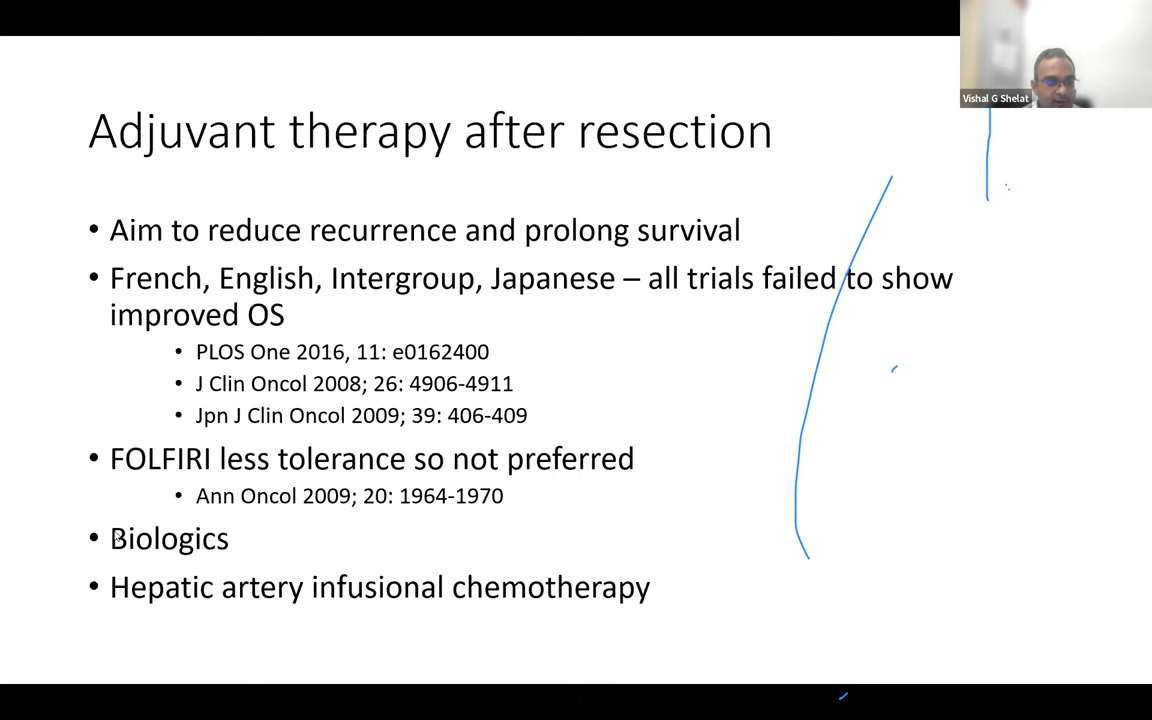 Vishal G Shelat
Adjuvant therapy after resection
• Aim to reduce recurrence and prolong survival
• French, English, Intergroup, Japanese – all trials failed to show
improved OS
• PLOS One 2016, 11: e0162400
• J Clin Oncol 2008; 26: 4906-4911
• Jpn J Clin Oncol 2009; 39: 406-409
• FOLFIRI less tolerance so not preferred
• Ann Oncol 2009; 20: 1964-1970
• Biologics
• Hepatic artery infusional chemotherapy